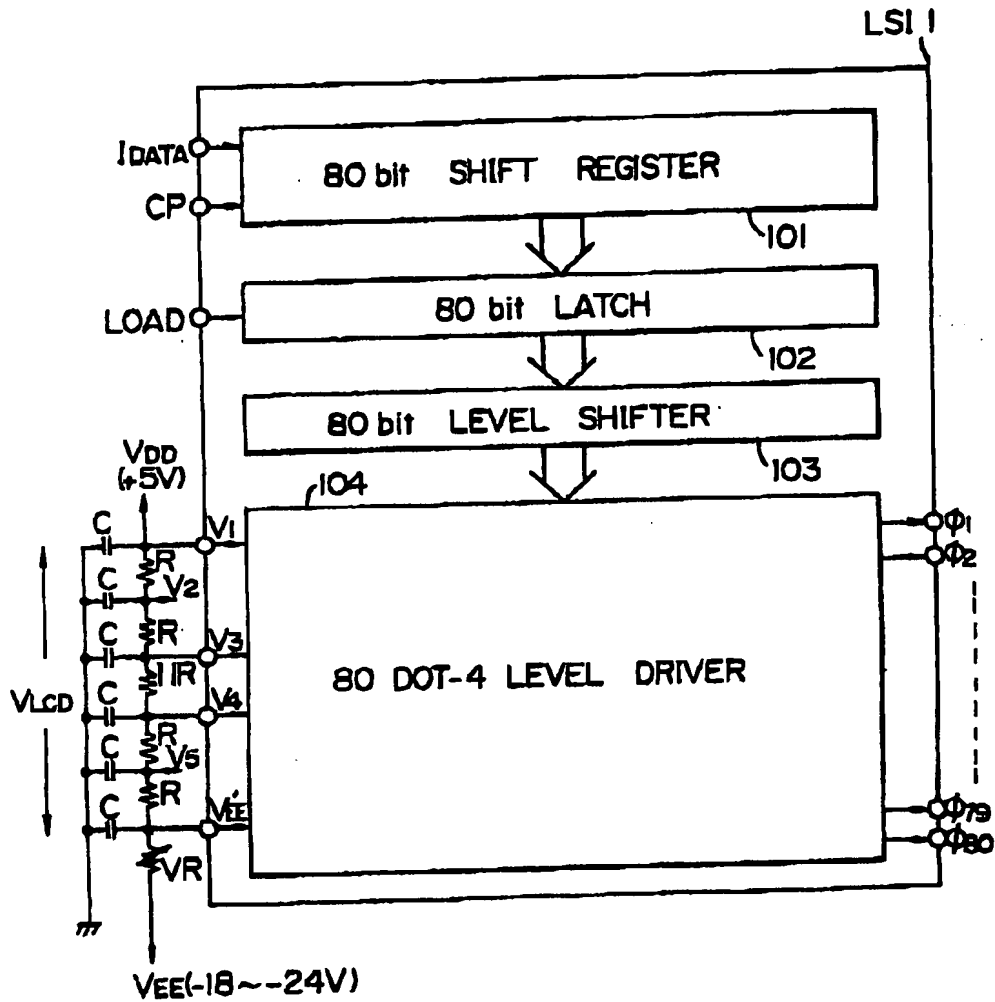 LSI 1
IDATA
80 bit SHIFT REGISTER
CP
101
LOAD
80 bit LATCH
102
80 bit LEVEL SHIFTER
103
VDD
(+5V)
104
C
V1
R
φ1
C
V2
φ2
R
C
V3
11R
80 DOT-4 LEVEL DRIVER
VLCD
C
V4
R
C
V5
R
C
VEE'
φ79
VR
φ80
VEE(-18~-24V)